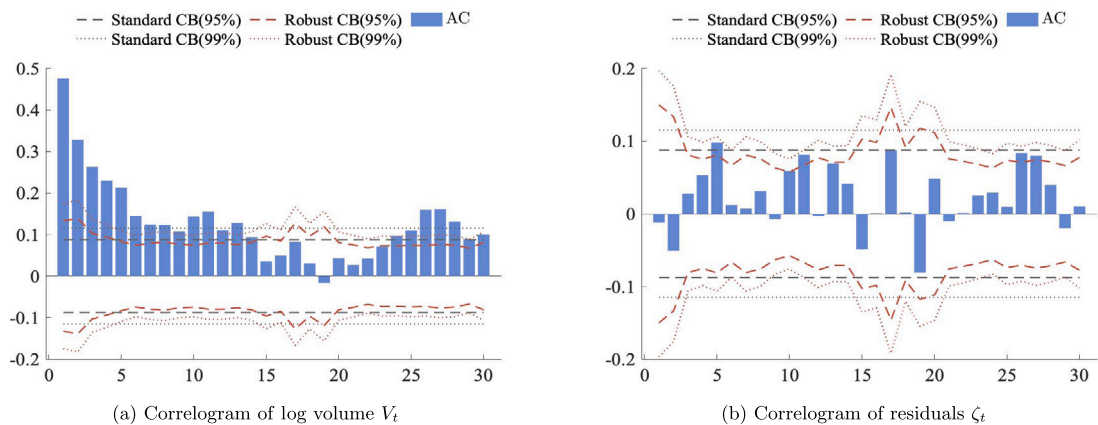 Standard CB(95%) Robust CB(95%) AC
Standard CB(99%) Robust CB(99%)
0.5
0.4
0.3
0.2
0.1
0
-0.1
-0.2
0 5 10 15 20 25 30
(a) Correlogram of log volume Vt
Standard CB(95%) Robust CB(95%) AC
Standard CB(99%) Robust CB(99%)
0.2
0.1
0
-0.1
-0.2
0 5 10 15 20 25 30
(b) Correlogram of residuals ζt